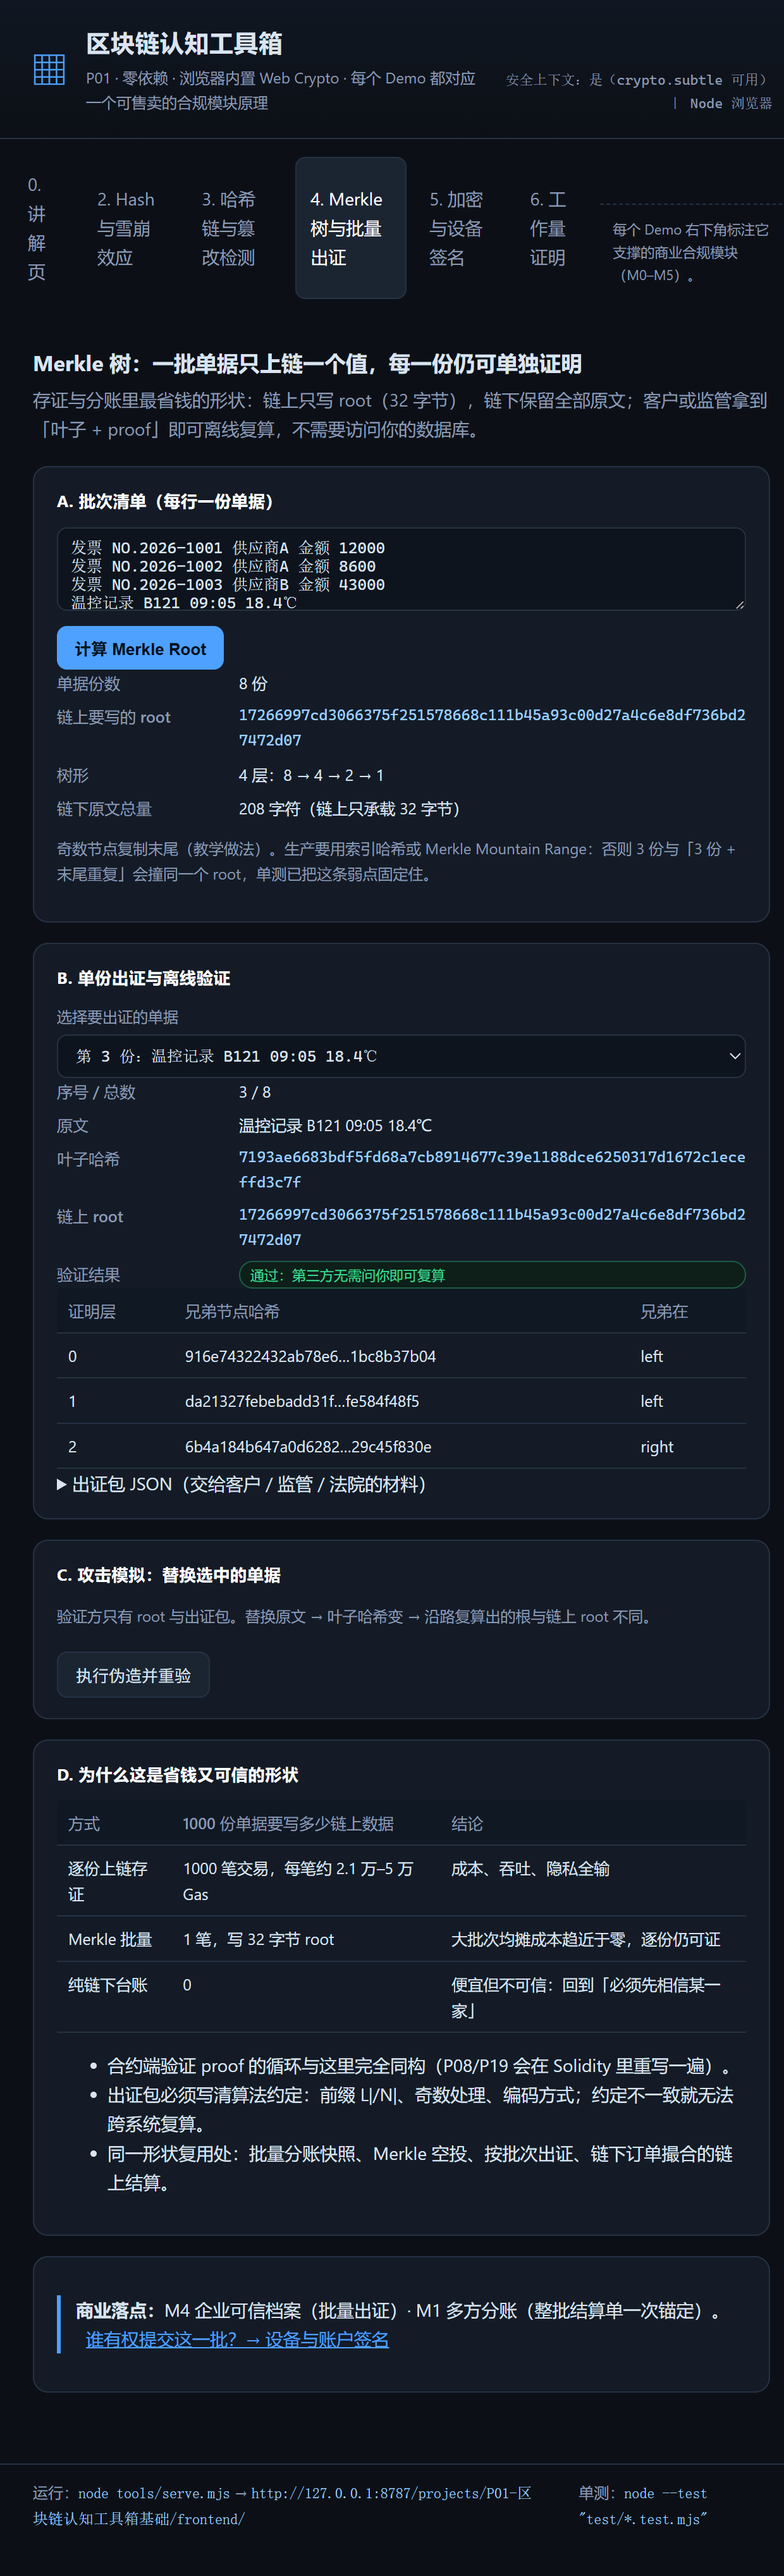 区块链认知工具箱
P01 · 零依赖 · 浏览器内置 Web Crypto · 每个 Demo 都对应
一个可售卖的合规模块原理
安全上下文：是（crypto.subtle 可用）
| Node 浏览器
0.
讲
解
页
2. Hash
与雪崩
效应
3. 哈希
链与篡
改检测
4. Merkle
树与批量
出证
5. 加密
与设备
签名
6. 工
作量
证明
每个 Demo 右下角标注它
支撑的商业合规模块
（M0–M5）。
Merkle 树：一批单据只上链一个值，每一份仍可单独证明
存证与分账里最省钱的形状：链上只写 root（32 字节），链下保留全部原文；客户或监管拿到
「叶子 + proof」即可离线复算，不需要访问你的数据库。
A. 批次清单（每行一份单据）
发票 NO.2026-1001 供应商A 金额 12000
发票 NO.2026-1002 供应商A 金额 8600
发票 NO.2026-1003 供应商B 金额 43000
温控记录 B121 09:05 18.4℃
计算 Merkle Root
单据份数 8 份
链上要写的 root 17266997cd3066375f251578668c111b45a93c00d27a4c6e8df736bd2
7472d07
树形 4 层：8 → 4 → 2 → 1
链下原文总量 208 字符（链上只承载 32 字节）
奇数节点复制末尾（教学做法）。生产要用索引哈希或 Merkle Mountain Range：否则 3 份与「3 份 +
末尾重复」会撞同一个 root，单测已把这条弱点固定住。
B. 单份出证与离线验证
选择要出证的单据
第 3 份：温控记录 B121 09:05 18.4℃
序号 / 总数 3 / 8
原文 温控记录 B121 09:05 18.4℃
叶子哈希 7193ae6683bdf5fd68a7cb8914677c39e1188dce6250317d1672c1ece
ffd3c7f
链上 root 17266997cd3066375f251578668c111b45a93c00d27a4c6e8df736bd2
7472d07
验证结果 通过：第三方无需问你即可复算
证明层 兄弟节点哈希 兄弟在
0 916e74322432ab78e6…1bc8b37b04 left
1 da21327febebadd31f…fe584f48f5 left
2 6b4a184b647a0d6282…29c45f830e right
▶ 出证包 JSON（交给客户 / 监管 / 法院的材料）
C. 攻击模拟：替换选中的单据
验证方只有 root 与出证包。替换原文 → 叶子哈希变 → 沿路复算出的根与链上 root 不同。
执行伪造并重验
D. 为什么这是省钱又可信的形状
方式 1000 份单据要写多少链上数据 结论
逐份上链存
证
1000 笔交易，每笔约 2.1 万–5 万
Gas
成本、吞吐、隐私全输
Merkle 批量 1 笔，写 32 字节 root 大批次均摊成本趋近于零，逐份仍可证
纯链下台账 0 便宜但不可信：回到「必须先相信某一
家」
• 合约端验证 proof 的循环与这里完全同构（P08/P19 会在 Solidity 里重写一遍）。
• 出证包必须写清算法约定：前缀 L|/N|、奇数处理、编码方式；约定不一致就无法
跨系统复算。
• 同一形状复用处：批量分账快照、Merkle 空投、按批次出证、链下订单撮合的链
上结算。
商业落点：M4 企业可信档案（批量出证）· M1 多方分账（整批结算单一次锚定）。
谁有权提交这一批？→ 设备与账户签名
运行：node tools/serve.mjs → http://127.0.0.1:8787/projects/P01-区
块链认知工具箱基础/frontend/
单测：node --test
"test/*.test.mjs"